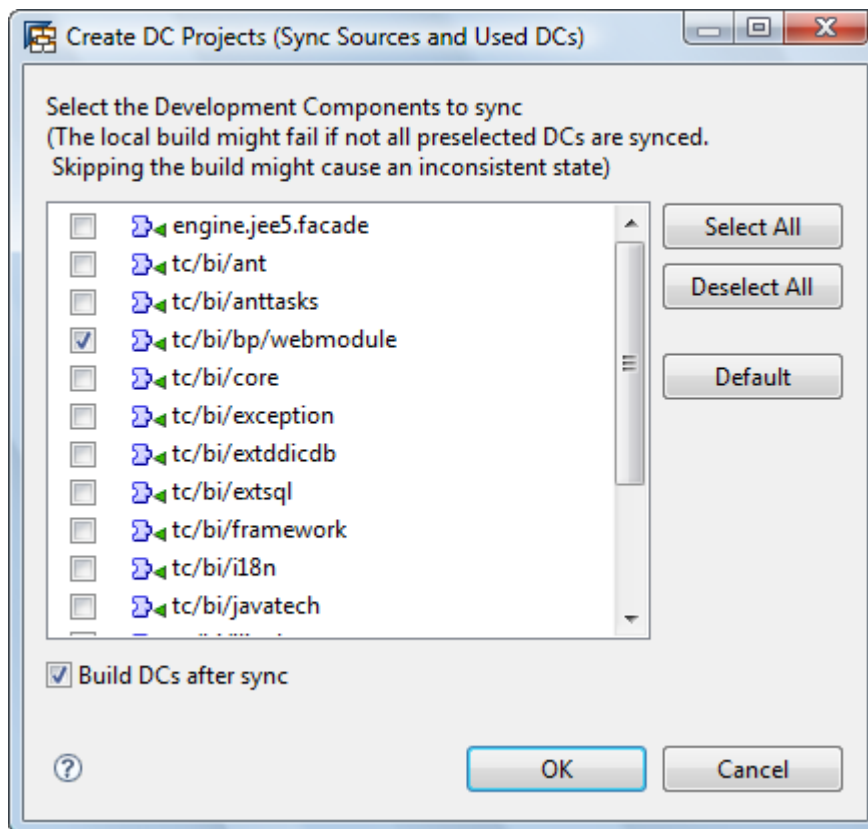 Create DC Projects (Sync Sources and Used DCs)
Select the Development Components to sync
(The local build might fail if not all preselected DCs are synced.
Skipping the build might cause an inconsistent state)
engine.jee5.facade
tc/bi/ant
tc/bi/anttasks
tc/bi/bp/webmodule
tc/bi/core
tc/bi/exception
tc/bi/extddicdb
tc/bi/extsql
tc/bi/framework
tc/bi/i18n
tc/bi/javatech
Select All
Deselect All
Default
Build DCs after sync
?
OK
Cancel